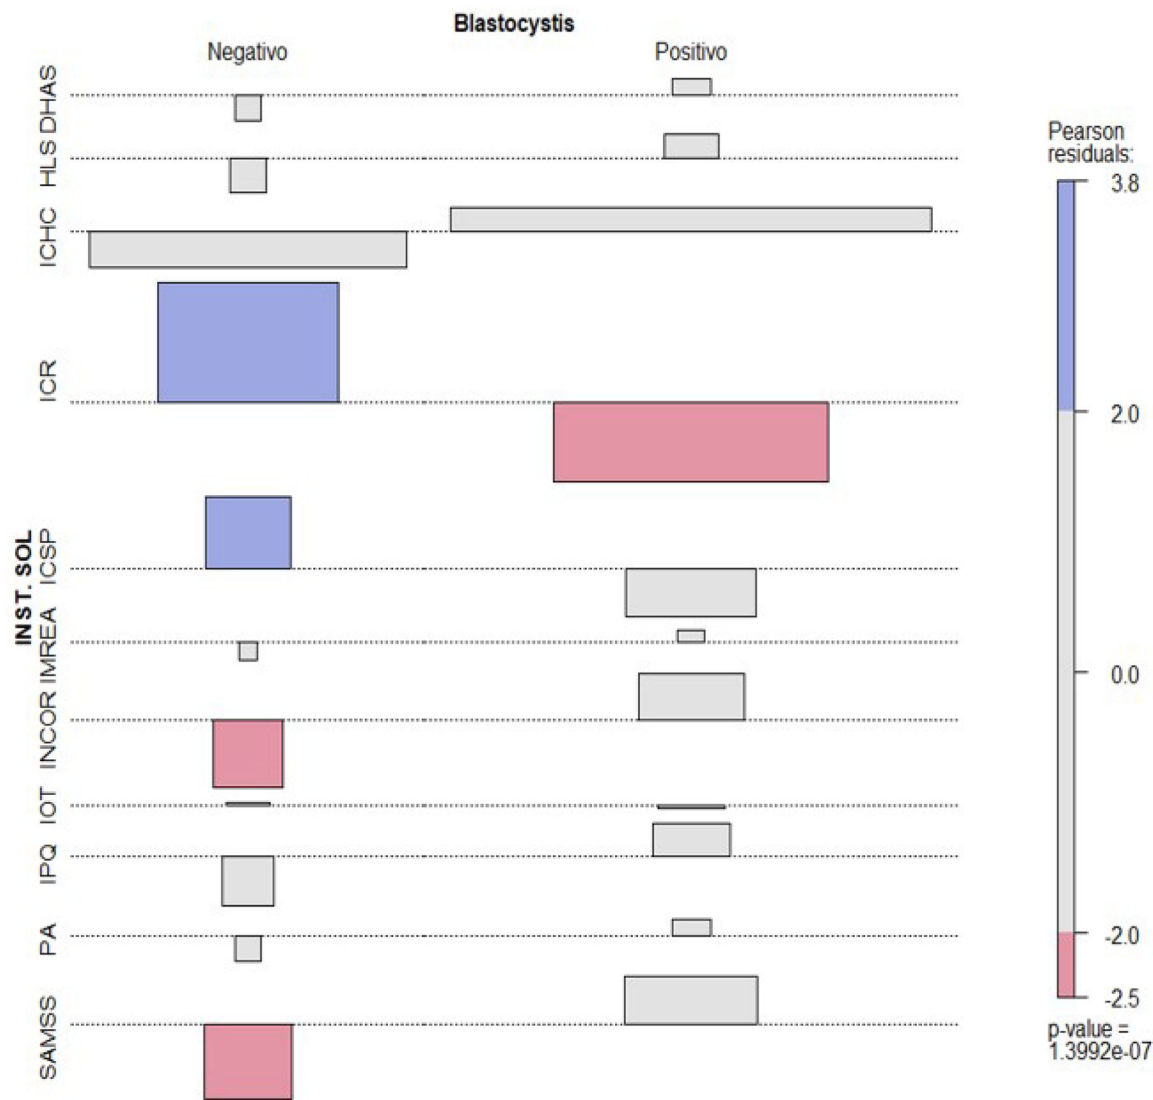 Blastocystis
Negativo
Positivo
INST. SOL
DHAS
HLS
ICHC
ICR
ICSP
IMREA
INCOR
IOT
IPQ
PA
SAMSS
Pearson
residuals:
3.8
2.0
0.0
-2.0
-2.5
p-value =
1.3992e-07